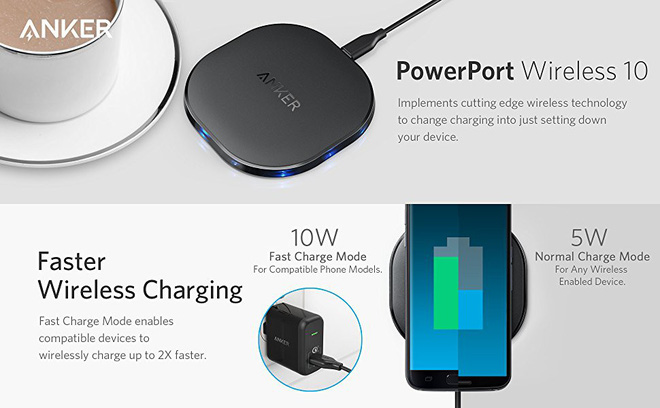 ANKER
ANKER
PowerPort Wireless 10
Implements cutting edge wireless technology
to change charging into just setting down
your device.
Faster
Wireless Charging
Fast Charge Mode enables
compatible devices to
wirelessly charge up to 2X faster.
10W
Fast Charge Mode
For Compatible Phone Models.
ANKER
5W
Normal Charge Mode
For Any Wireless
Enabled Device.